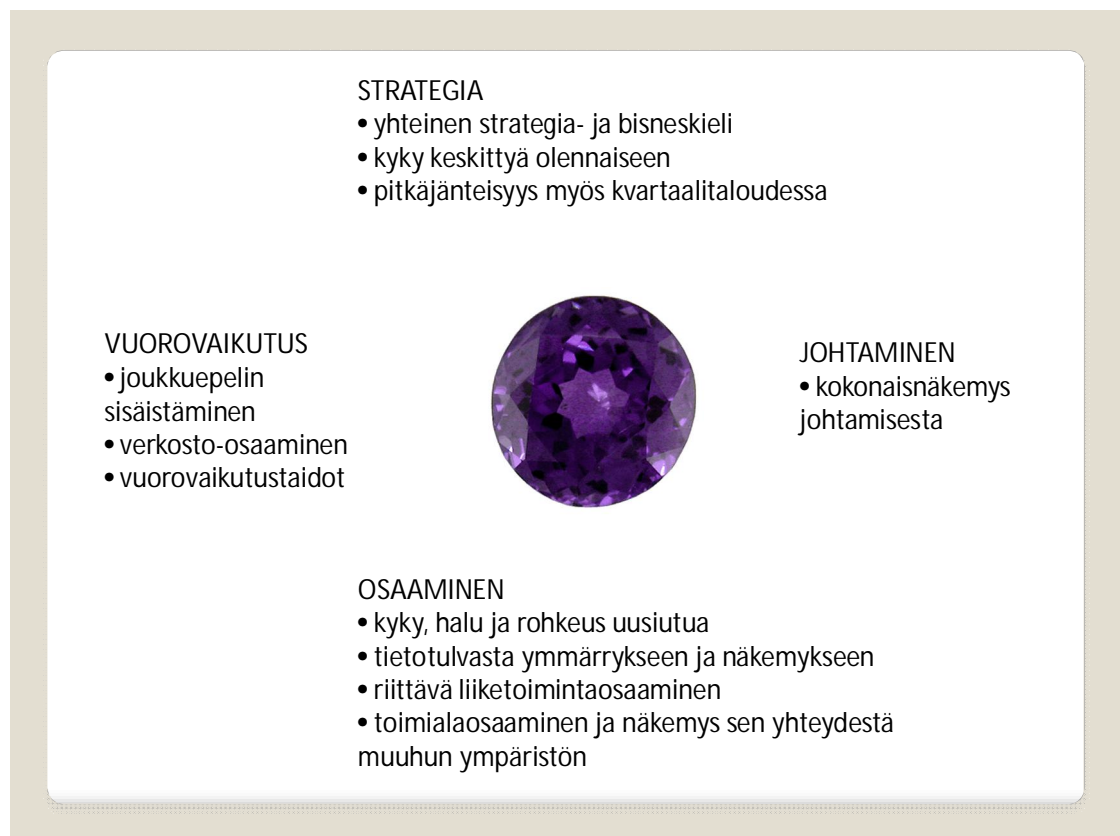 STRATEGIA
• yhteinen strategia- ja bisneskieli
• kyky keskittyä olennaiseen
• pitkäjänteisyys myös kvartaalitaloudessa
VUOROVAIKUTUS
• joukkuepelin
sisäistäminen
• verkosto-osaaminen
• vuorovaikutustaidot
JOHTAMINEN
• kokonaisnäkemys
johtamisesta
OSAAMINEN
• kyky, halu ja rohkeus uusiutua
• tietotulvasta ymmärrykseen ja näkemykseen
• riittävä liiketoimintaosaaminen
• toimialaosaaminen ja näkemys sen yhteydestä
muuhun ympäristön